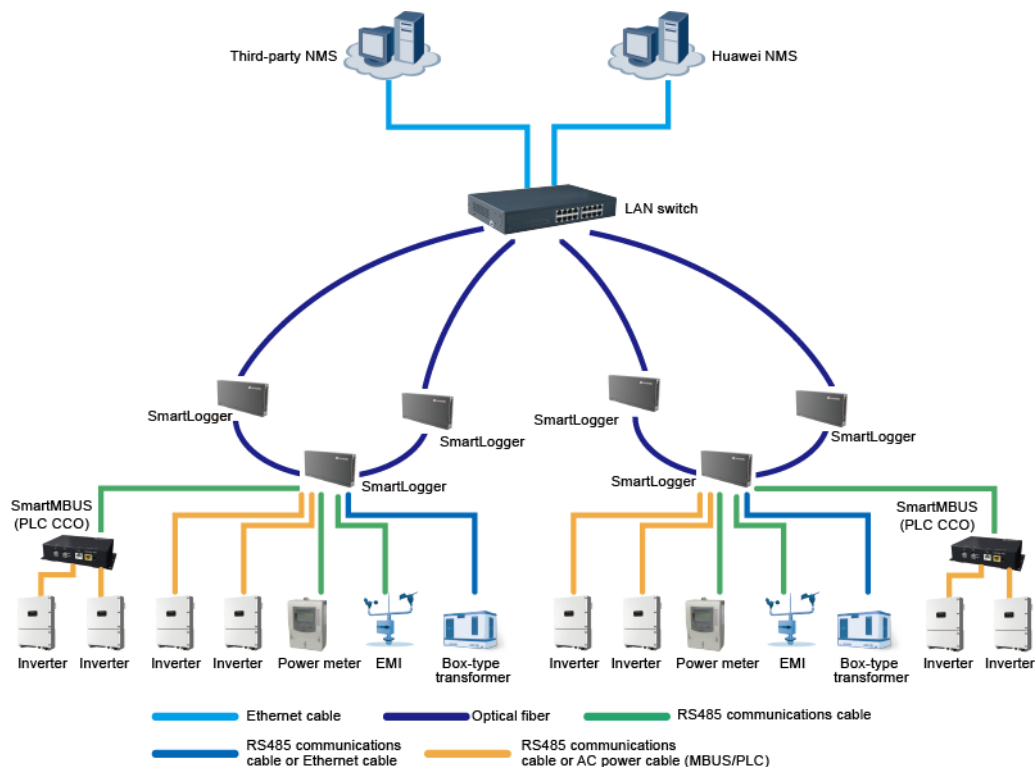 Third-party NMS
Huawei NMS
LAN switch
SmartLogger
SmartLogger
SmartLogger
SmartLogger
SmartLogger
SmartLogger
SmartMBUS
(PLC CCO)
SmartMBUS
(PLC CCO)
Inverter
Inverter
Inverter
Inverter
Power meter
EMI
Box-type
transformer
Inverter
Inverter
Power meter
EMI
Box-type
transformer
Inverter
Inverter
Ethernet cable
Optical fiber
RS485 communications cable
RS485 communications
cable or Ethernet cable
RS485 communications
cable or AC power cable (MBUS/PLC)